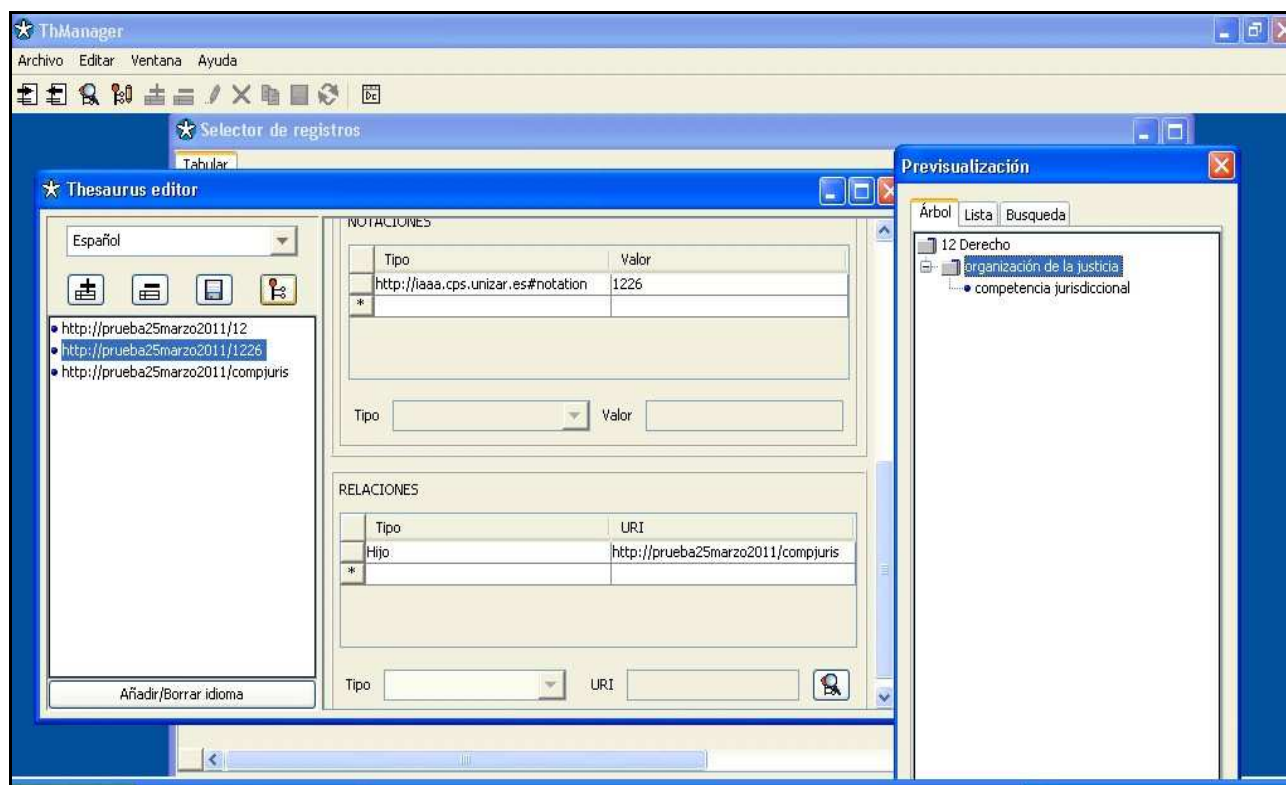 ThManager
Archivo Editar Ventana Ayuda
Dc
Selector de registros
Tabular
Thesaurus editor
Español
http://prueba25marzo2011/12
http://prueba25marzo2011/1226
http://prueba25marzo2011/compjuris
Añadir/Borrar idioma
NOTACIONES
Tipo Valor
http://iaaa.cps.unizar.es#notation 1226
*
Tipo Valor
RELACIONES
Tipo URI
Hijo http://prueba25marzo2011/compjuris
*
Tipo URI
Previsualización
Árbol Lista Busqueda
12 Derecho
organización de la justicia
competencia jurisdiccional